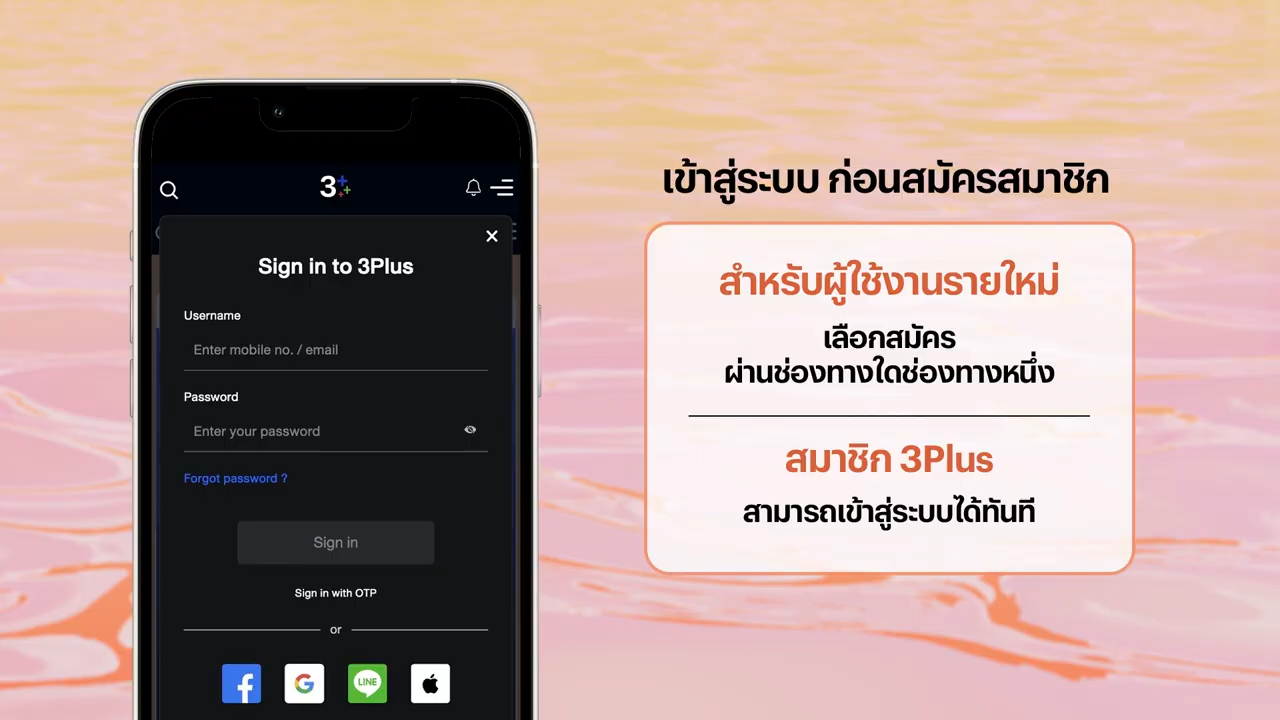 3+
Sign in to 3Plus
Username
Enter mobile no. / email
Password
Enter your password
Forgot password ?
Sign in
Sign in with OTP
or
LINE
เข้าสู่ระบบ ก่อนสมัครสมาชิก
สำหรับผู้ใช้งานรายใหม่
เลือกสมัคร
ผ่านช่องทางใดช่องทางหนึ่ง
สมาชิก 3Plus
สามารถเข้าสู่ระบบได้ทันที